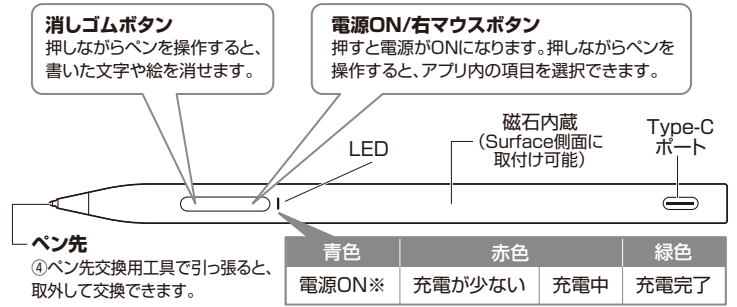 消しゴムボタン
押しながらペンを操作すると、
書いた文字や絵を消せます。
電源ON/右マウスボタン
押すと電源がONになります。押しながらペンを
操作すると、アプリ内の項目を選択できます。
LED
磁石内蔵
(Surface側面に
取付け可能)
Type-C
ポート
ペン先
④ペン先交換用工具で引っ張ると、
取外して交換できます。
青色 赤色 緑色
電源ON※ 充電が少ない 充電中 充電完了